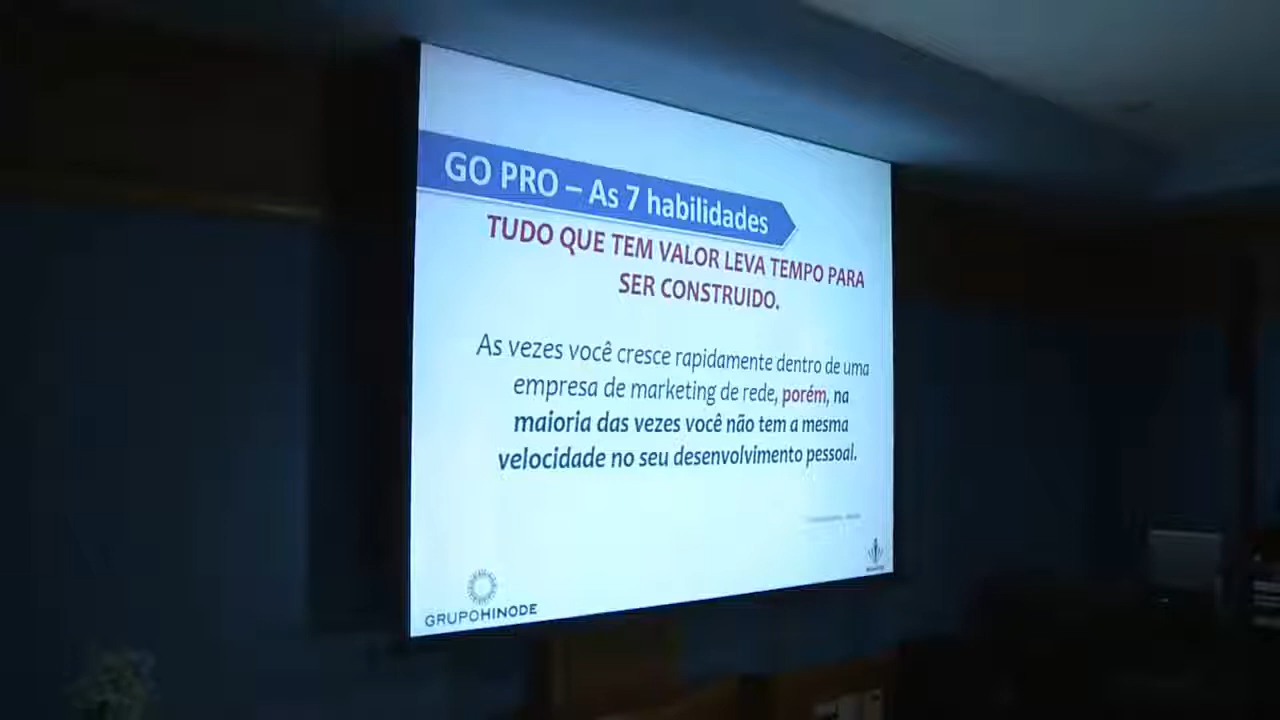 GO PRO – As 7 habilidades
TUDO QUE TEM VALOR LEVA TEMPO PARA
SER CONSTRUIDO.
As vezes você cresce rapidamente dentro de uma
empresa de marketing de rede, porém, na
maioria das vezes você não tem a mesma
velocidade no seu desenvolvimento pessoal.
GRUPOHINODE